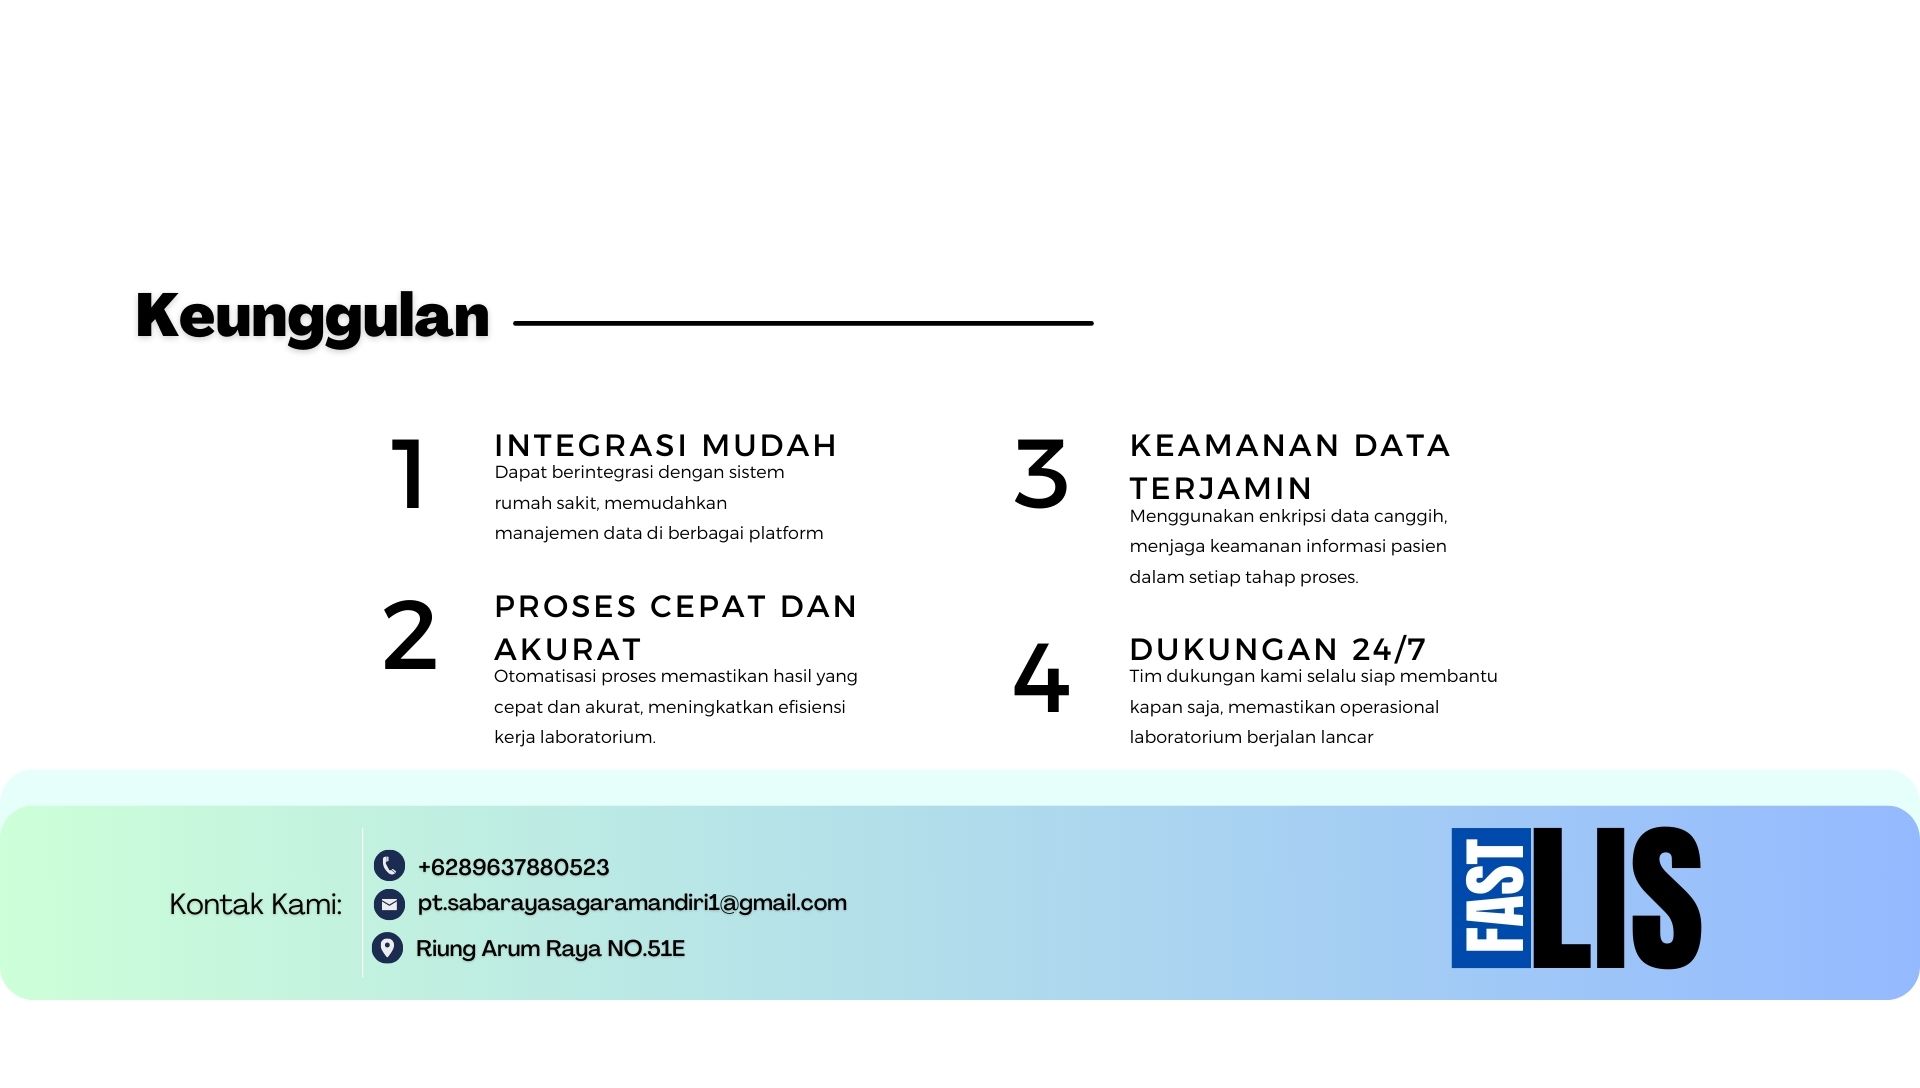 Keunggulan
1
INTEGRASI MUDAH
Dapat berintegrasi dengan sistem
rumah sakit, memudahkan
manajemen data di berbagai platform
2
PROSES CEPAT DAN
AKURAT
Otomatisasi proses memastikan hasil yang
cepat dan akurat, meningkatkan efisiensi
kerja laboratorium.
3
KEAMANAN DATA
TERJAMIN
Menggunakan enkripsi data canggih,
menjaga keamanan informasi pasien
dalam setiap tahap proses.
4
DUKUNGAN 24/7
Tim dukungan kami selalu siap membantu
kapan saja, memastikan operasional
laboratorium berjalan lancar
Kontak Kami:
+6289637880523
pt.sabarayasagaramandiri1@gmail.com
Riung Arum Raya NO.51E
FAST
LIS